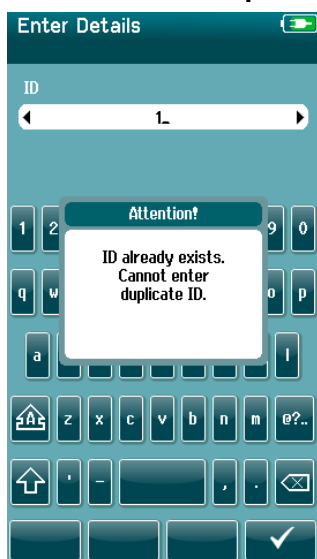 Enter Details
ID
1_
Attention!
ID already exists.
Cannot enter
duplicate ID.
1 2 9 0
q w o p
a l
z x c v b n m @?..
' - , .